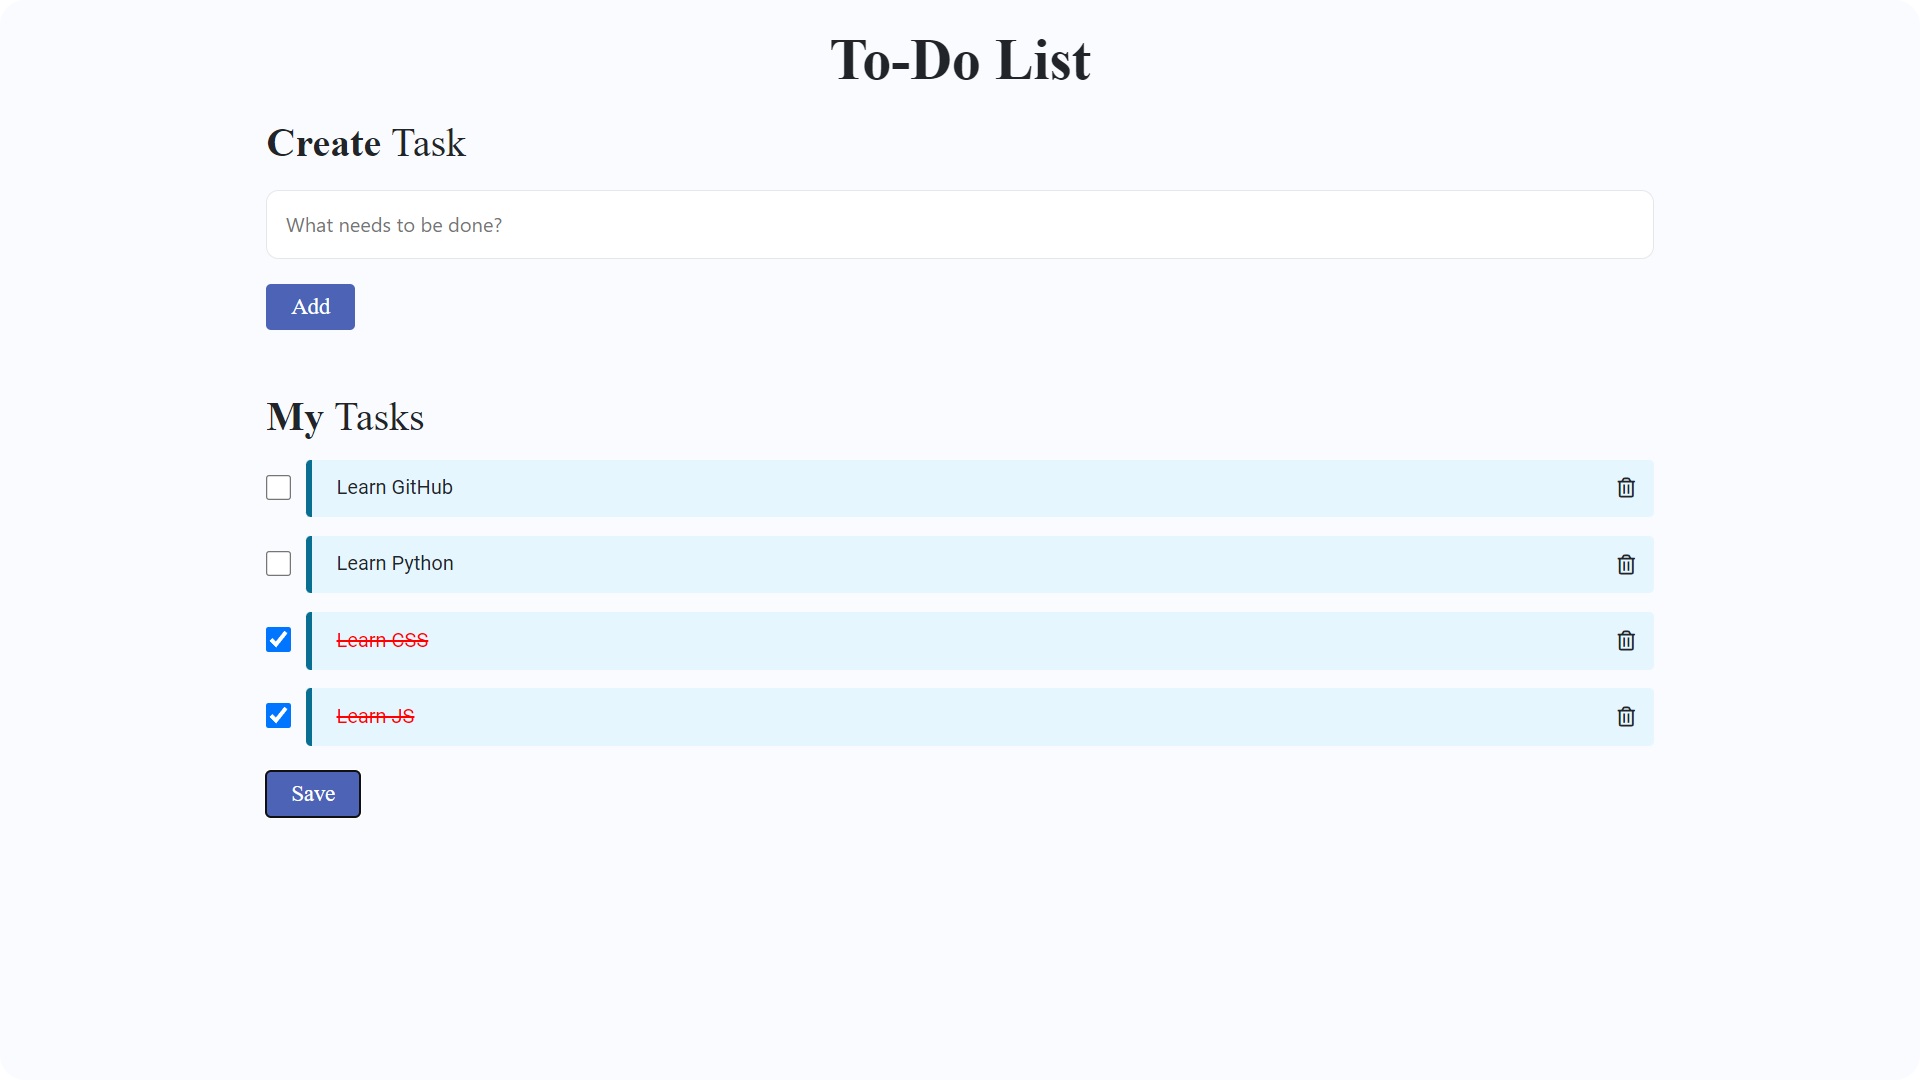 To-Do List
Create Task
What needs to be done?
Add
My Tasks
Learn GitHub
Learn Python
Learn CSS
Learn JS
Save